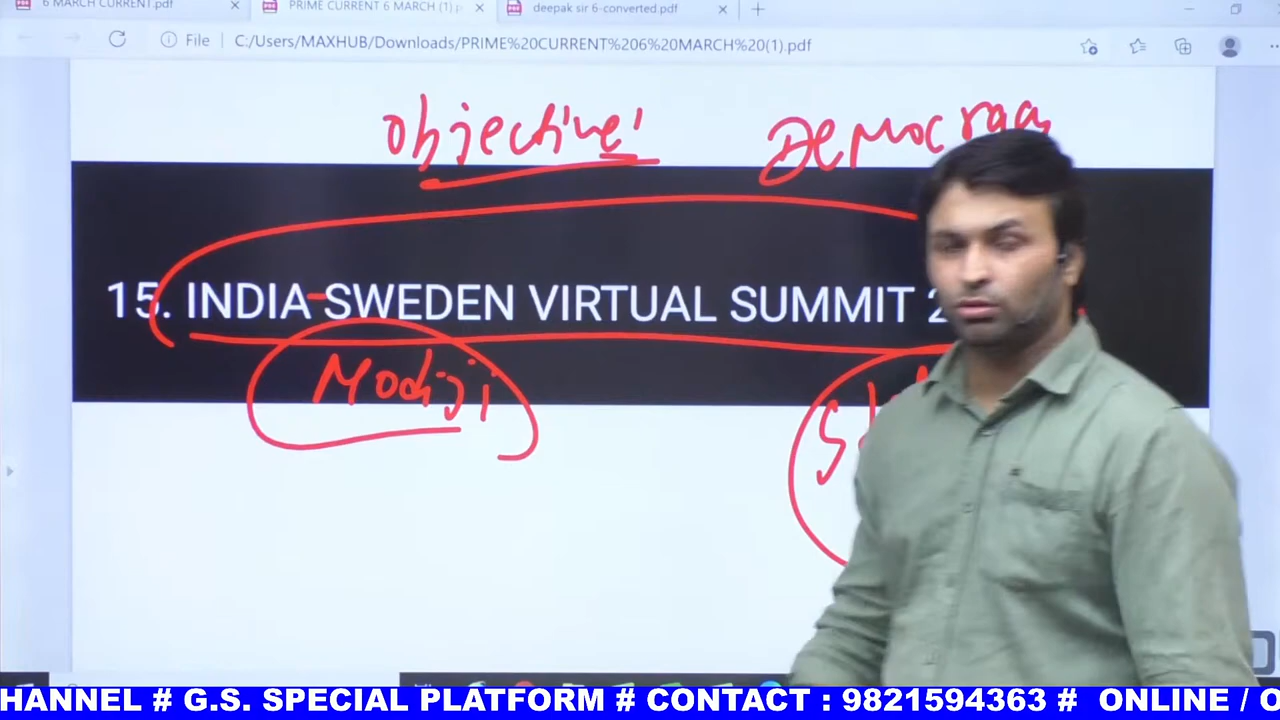 6 MARCH CURRENT.pdf
PRIME CURRENT 6 MARCH (1).p
deepak sir 6-converted.pdf
File
C:/Users/MAXHUB/Downloads/PRIME%20CURRENT%206%20MARCH%20(1).pdf
Objective
15. INDIA-SWEDEN VIRTUAL SUMMIT 2
Modiji
HANNEL # G.S. SPECIAL PLATFORM # CONTACT : 9821594363 # ONLINE / O